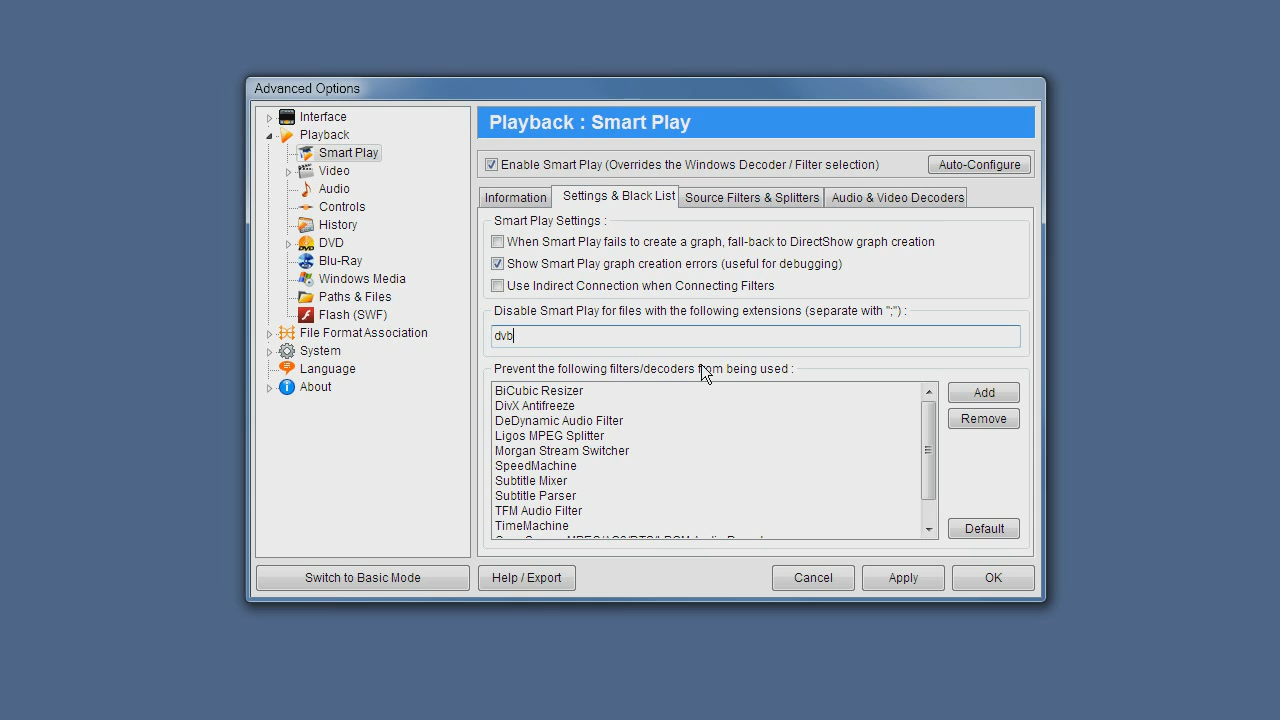 Advanced Options
Interface
Playback
Smart Play
Video
Audio
Controls
History
DVD
Blu-Ray
Windows Media
Paths & Files
Flash (SWF)
File Format Association
System
Language
About
Switch to Basic Mode
Playback : Smart Play
Enable Smart Play (Overrides the Windows Decoder / Filter selection)
Auto-Configure
Information
Settings & Black List
Source Filters & Splitters
Audio & Video Decoders
Smart Play Settings :
When Smart Play fails to create a graph, fall-back to DirectShow graph creation
Show Smart Play graph creation errors (useful for debugging)
Use Indirect Connection when Connecting Filters
Disable Smart Play for files with the following extensions (separate with ";") :
dvb
Prevent the following filters/decoders from being used :
BiCubic Resizer
DivX Antifreeze
DeDynamic Audio Filter
Ligos MPEG Splitter
Morgan Stream Switcher
SpeedMachine
Subtitle Mixer
Subtitle Parser
TFM Audio Filter
TimeMachine
Add
Remove
Default
Help / Export
Cancel
Apply
OK